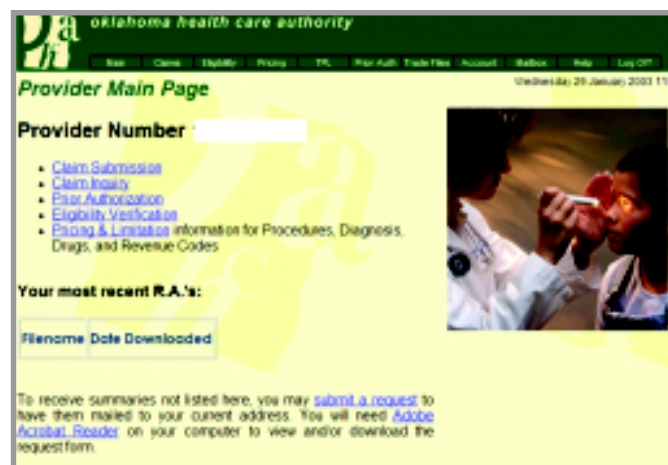 oklahoma health care authority
Main Claims Eligibility Pricing TPL Prior Auth Trade Files Account Mailbox Help Log Off
Wednesday 29 January 2003 11
Provider Main Page
Provider Number
Claim Submission
Claim Inquiry
Prior Authorization
Eligibility Verification
Pricing & Limitation information for Procedures, Diagnosis,
Drugs, and Revenue Codes
Your most recent R.A.'s:
Filename Date Downloaded
To receive summaries not listed here, you may submit a request to
have them mailed to your current address. You will need Adobe
Acrobat Reader on your computer to view and/or download the
request form.